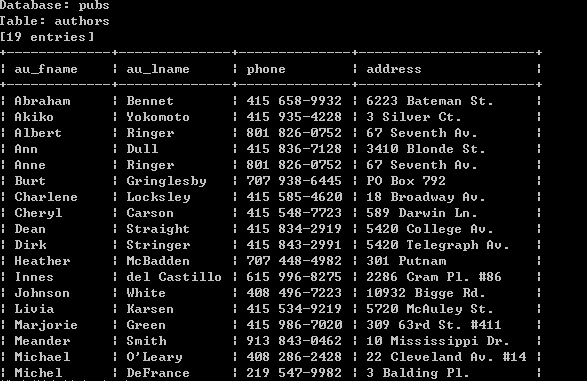 Database: pubs
Table: authors
[19 entries]
au_fname | au_lname | phone | address
Abraham | Bennet | 415 658-9932 | 6223 Bateman St.
Akiko | Yokomoto | 415 935-4228 | 3 Silver Ct.
Albert | Ringer | 801 826-0752 | 67 Seventh Av.
Ann | Dull | 415 836-7128 | 3410 Blonde St.
Anne | Ringer | 801 826-0752 | 67 Seventh Av.
Burt | Gringlesby | 707 938-6445 | PO Box 792
Charlene | Locksley | 415 585-4620 | 18 Broadway Av.
Cheryl | Carson | 415 548-7723 | 589 Darwin Ln.
Dean | Straight | 415 834-2919 | 5420 College Av.
Dirk | Stringer | 415 843-2991 | 5420 Telegraph Av.
Heather | McBadden | 707 448-4982 | 301 Putnam
Innes | del Castillo | 615 996-8275 | 2286 Cram Pl. #86
Johnson | White | 408 496-7223 | 10932 Bigge Rd.
Livia | Karsen | 415 534-9219 | 5720 McAuley St.
Marjorie | Green | 415 986-7020 | 309 63rd St. #411
Meander | Smith | 913 843-0462 | 10 Mississippi Dr.
Michael | O'Leary | 408 286-2428 | 22 Cleveland Av. #14
Michel | DeFrance | 219 547-9982 | 3 Balding Pl.